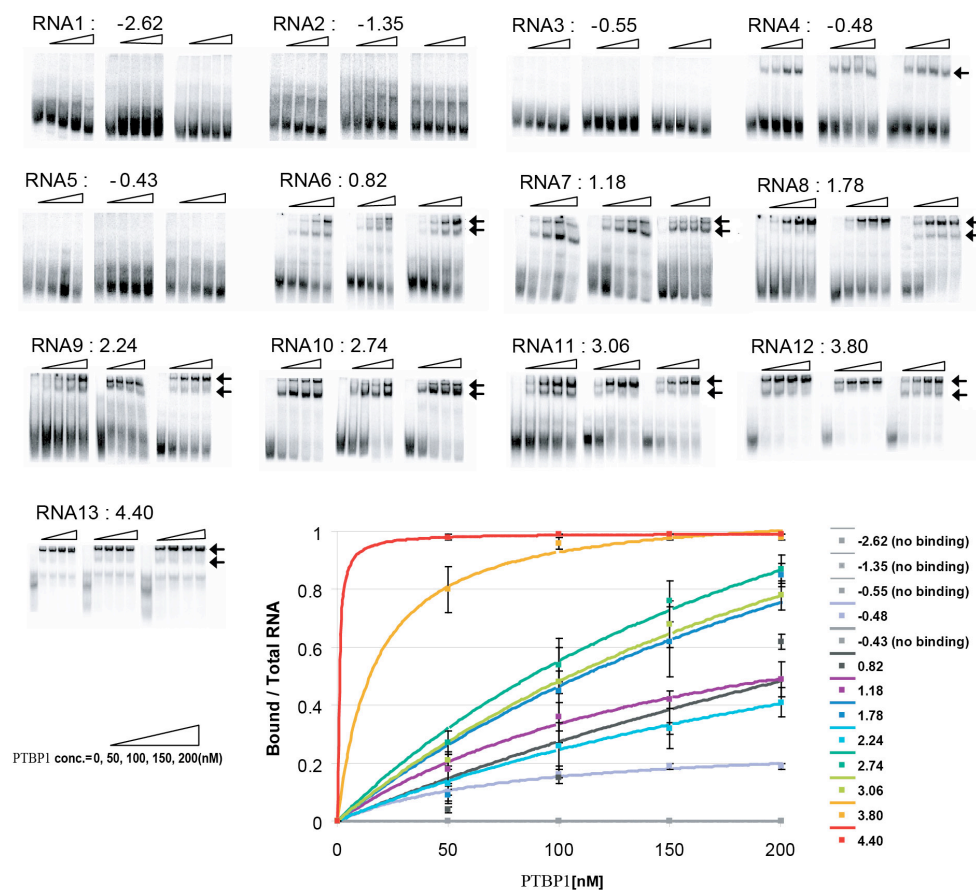 RNA1 : -2.62
RNA2 : -1.35
RNA3 : -0.55
RNA4 : -0.48
RNA5 : -0.43
RNA6 : 0.82
RNA7 : 1.18
RNA8 : 1.78
RNA9 : 2.24
RNA10 : 2.74
RNA11 : 3.06
RNA12 : 3.80
RNA13 : 4.40
PTBP1 conc.=0, 50, 100, 150, 200(nM)
Bound / Total RNA
1
0.8
0.6
0.4
0.2
0
0
50
100
150
200
PTBP1[nM]
-2.62 (no binding)
-1.35 (no binding)
-0.55 (no binding)
-0.48
-0.43 (no binding)
0.82
1.18
1.78
2.24
2.74
3.06
3.80
4.40